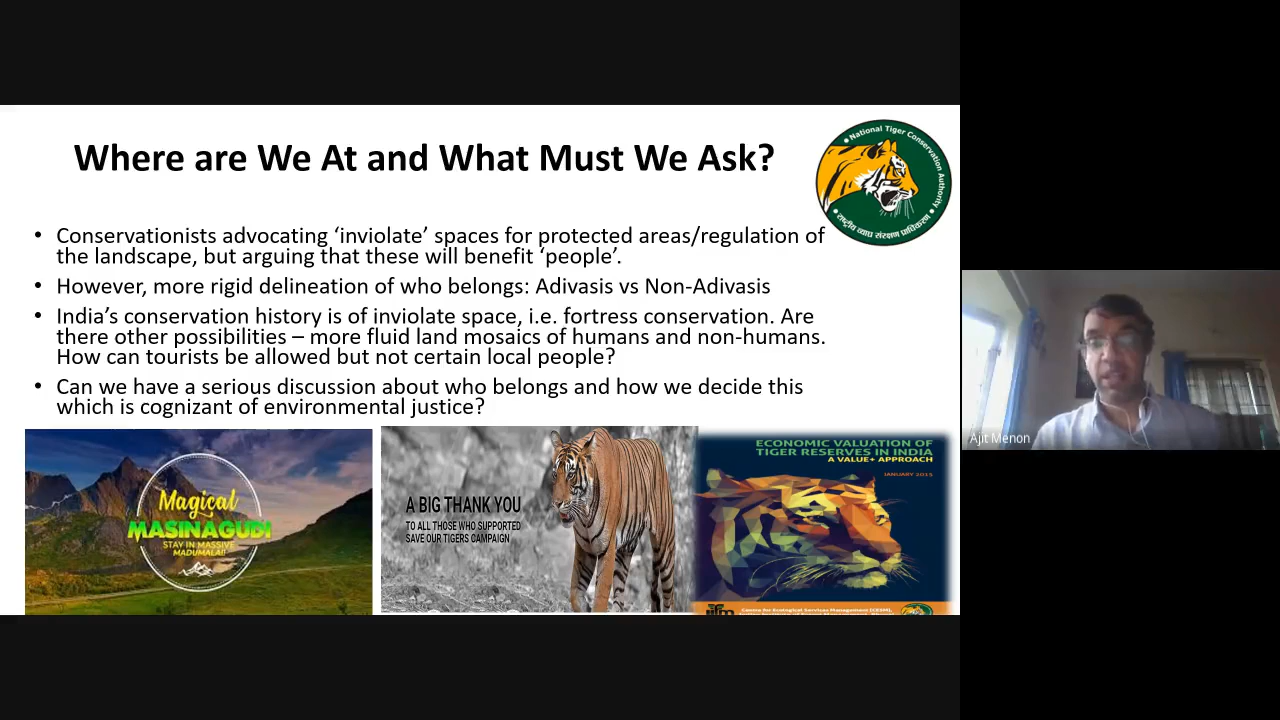 Where are We At and What Must We Ask?
National Tiger Conservation Authority
राष्ट्रीय व्याघ्र संरक्षण प्राधिकरण
• Conservationists advocating ‘inviolate’ spaces for protected areas/regulation of
the landscape, but arguing that these will benefit ‘people’.
• However, more rigid delineation of who belongs: Adivasis vs Non-Adivasis
• India’s conservation history is of inviolate space, i.e. fortress conservation. Are
there other possibilities – more fluid land mosaics of humans and non-humans.
How can tourists be allowed but not certain local people?
• Can we have a serious discussion about who belongs and how we decide this
which is cognizant of environmental justice?
Magical
MASINAGUDI
STAY IN MASSIVE
MADUMALAI!
A BIG THANK YOU
TO ALL THOSE WHO SUPPORTED
SAVE OUR TIGERS CAMPAIGN
ECONOMIC VALUATION OF
TIGER RESERVES IN INDIA
A VALUE+ APPROACH
JANUARY 2015
iifm
Centre for Ecological Services Management (CESM),
Ajit Menon